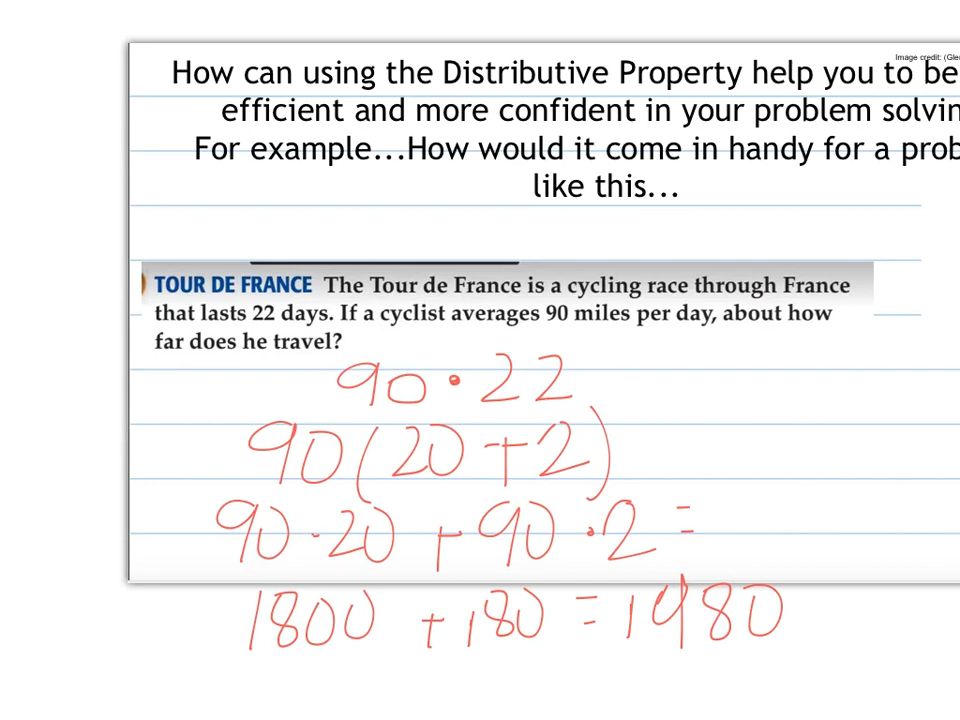 Image credit: (Gle
How can using the Distributive Property help you to be
efficient and more confident in your problem solvin
For example...How would it come in handy for a prob
like this...
TOUR DE FRANCE The Tour de France is a cycling race through France
that lasts 22 days. If a cyclist averages 90 miles per day, about how
far does he travel?
90 · 22
90(20 + 2)
90 · 20 + 90 · 2 =
1800 + 180 = 1980